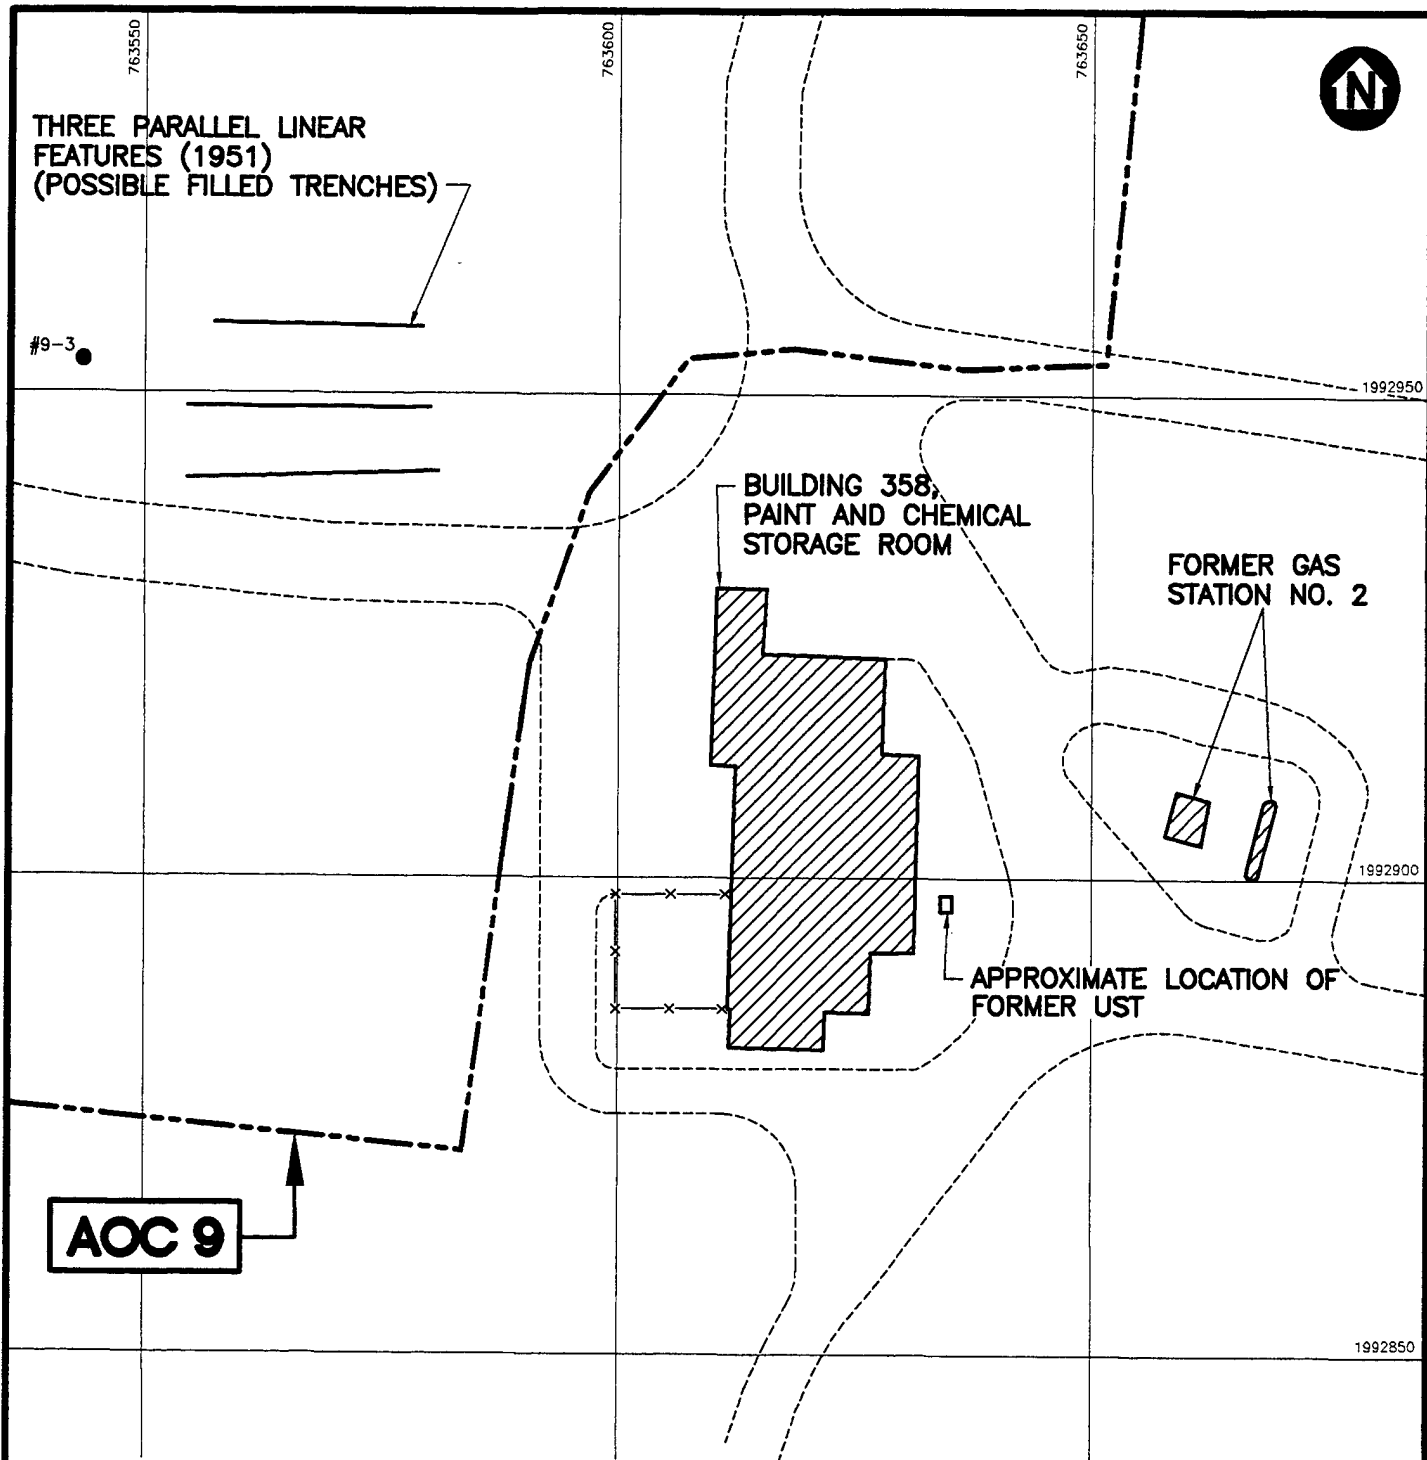 763550
763600
763650
N
THREE PARALLEL LINEAR
FEATURES (1951)
(POSSIBLE FILLED TRENCHES)
#9-3
1992950
BUILDING 358,
PAINT AND CHEMICAL
STORAGE ROOM
FORMER GAS
STATION NO. 2
1992900
APPROXIMATE LOCATION OF
FORMER UST
AOC 9
1992850